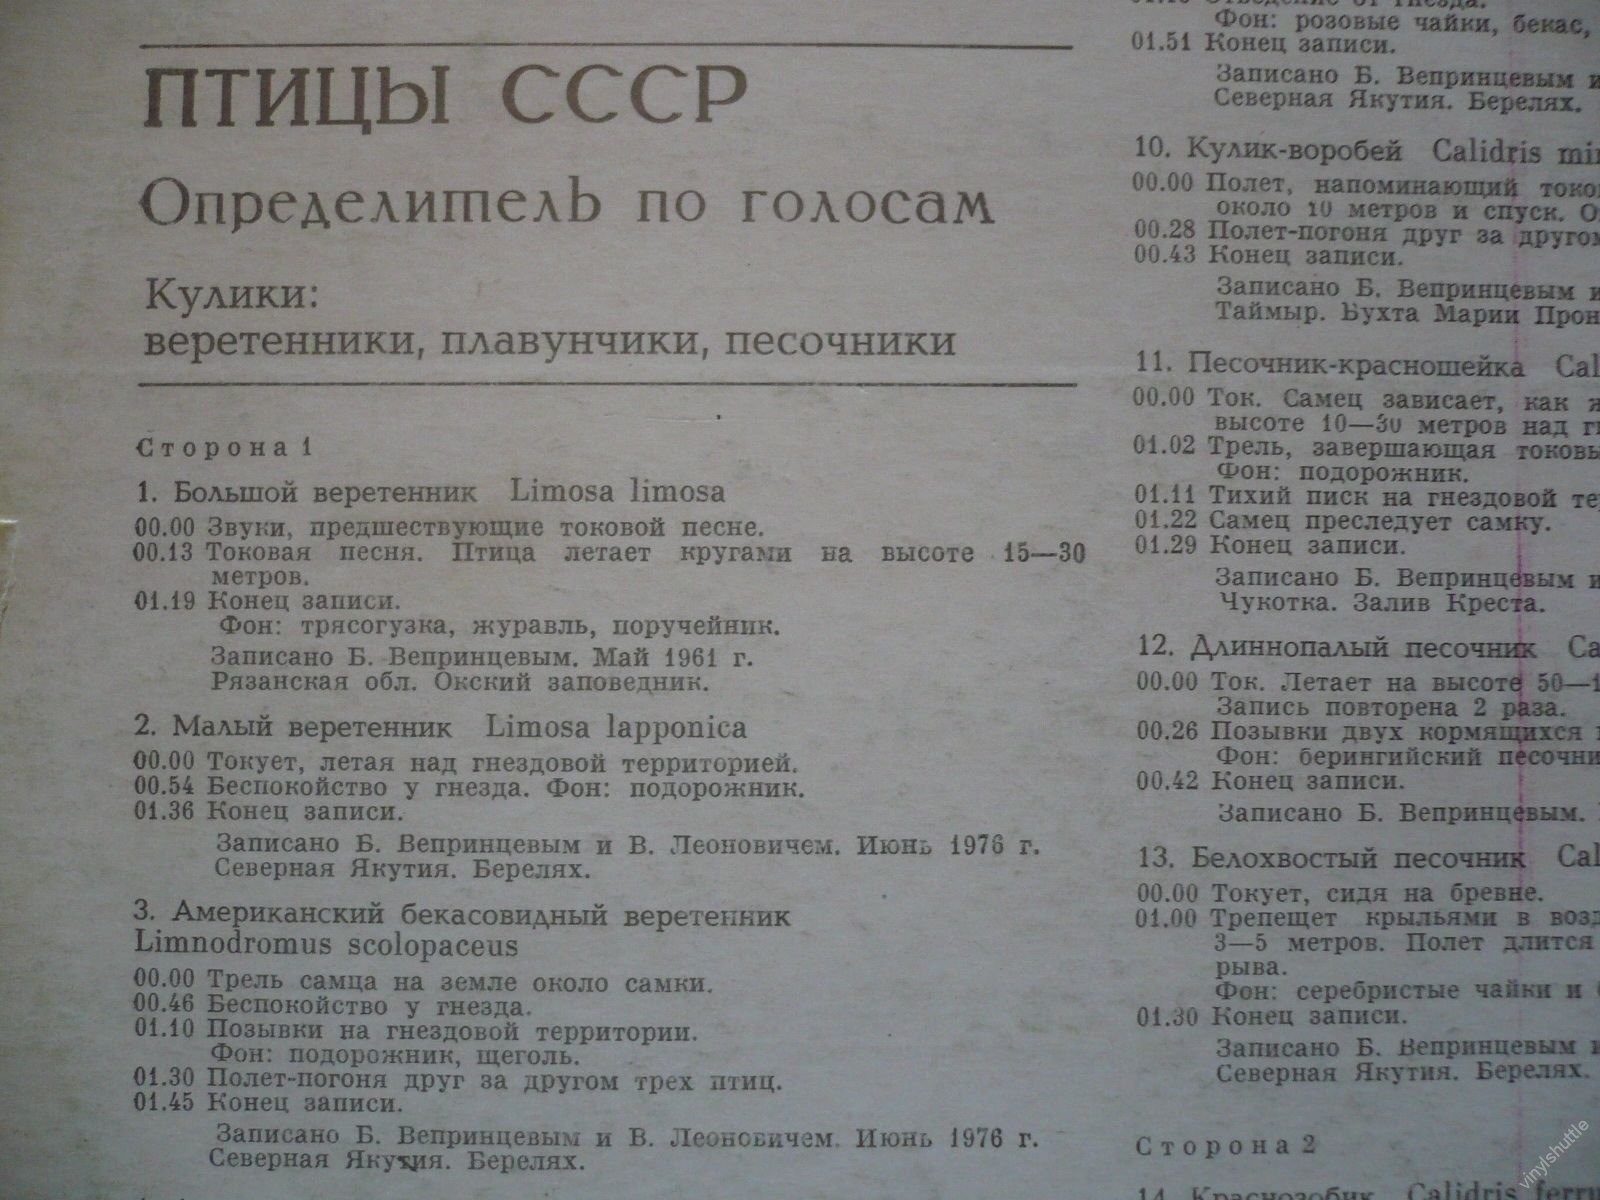 ПТИЦЫ СССР
Определитель по голосам
Кулики:
веретенники, плавунчики, песочники
Сторона 1
1. Большой веретенник Limosa limosa
00.00 Звуки, предшествующие токовой песне.
00.13 Токовая песня. Птица летает кругами на высоте 15—30
метров.
01.19 Конец записи.
Фон: трясогузка, журавль, поручейник.
Записано Б. Вепринцевым. Май 1961 г.
Рязанская обл. Окский заповедник.
2. Малый веретенник Limosa lapponica
00.00 Токует, летая над гнездовой территорией.
00.54 Беспокойство у гнезда. Фон: подорожник.
01.36 Конец записи.
Записано Б. Вепринцевым и В. Леоновичем. Июнь 1976 г.
Северная Якутия. Берелях.
3. Американский бекасовидный веретенник
Limnodromus scolopaceus
00.00 Трель самца на земле около самки.
00.46 Беспокойство у гнезда.
01.10 Позывки на гнездовой территории.
Фон: подорожник, щеголь.
01.30 Полет-погоня друг за другом трех птиц.
01.45 Конец записи.
Записано Б. Вепринцевым и В. Леоновичем. Июнь 1976 г.
Северная Якутия. Берелях.
от гнезда.
Фон: розовые чайки, бекас,
01.51 Конец записи.
Записано Б. Вепринцевым и
Северная Якутия. Берелях.
10. Кулик-воробей Calidris
00.00 Полет, напоминающий
около 10 метров и спуск.
00.28 Полет-погоня друг за
00.43 Конец записи.
Записано Б. Вепринцевым и
Таймыр. Бухта Марии
11. Песочник-красношейка
00.00 Ток. Самец зависает, как
высоте 10—30 метров над
01.02 Трель, завершающая
Фон: подорожник.
01.11 Тихий писк на гнездовой
01.22 Самец преследует самку.
01.29 Конец записи.
Записано Б. Вепринцевым и
Чукотка. Залив Креста.
12. Длиннопалый песочник
00.00 Ток. Летает на высоте
Запись повторена 2 раза.
00.26 Позывки двух кормящихся
Фон: берингийский
00.42 Конец записи.
Записано Б. Вепринцевым.
13. Белохвостый песочник
00.00 Токует, сидя на бревне.
01.00 Трепещет крыльями в
3—5 метров. Полет длится
рыва.
Фон: серебристые чайки и
01.30 Конец записи.
Записано Б. Вепринцевым
Северная Якутия. Берелях.
Сторона 2
14. Краснозобик Calidris
vinylshuttle